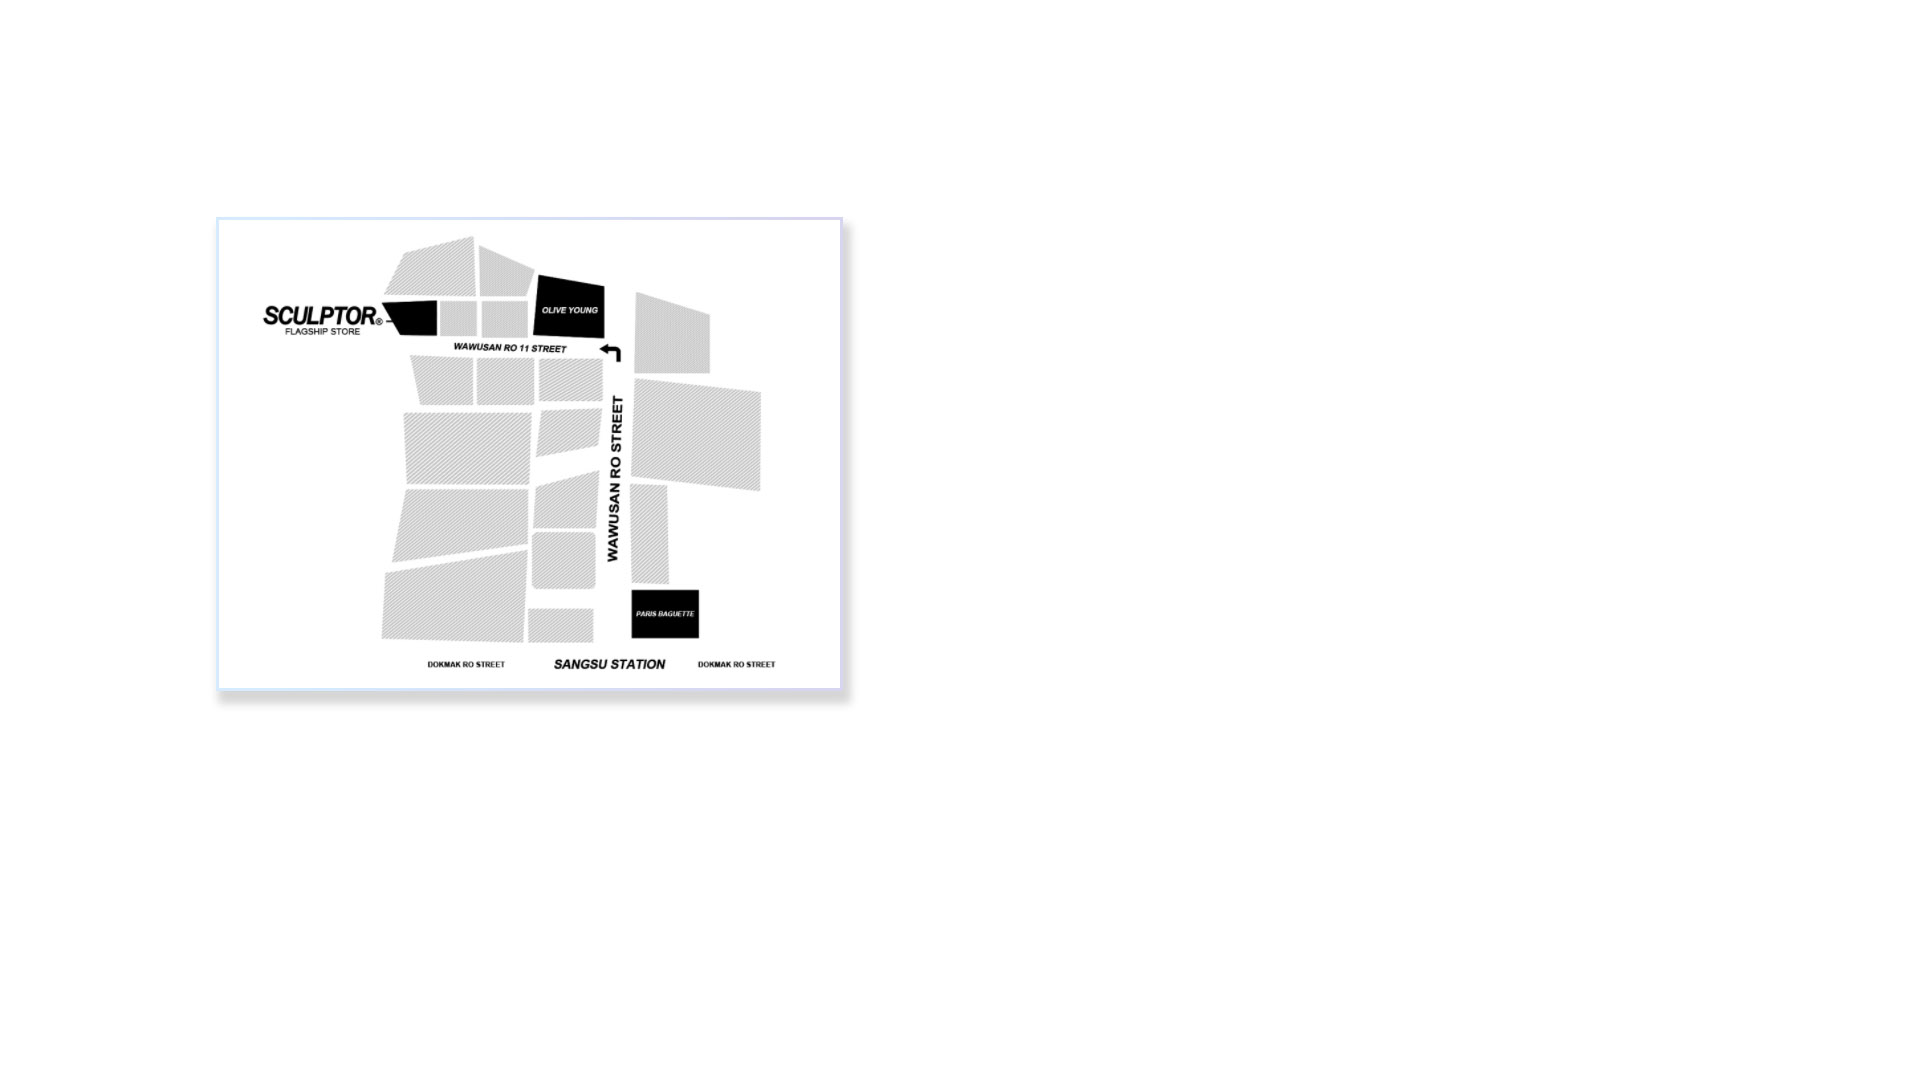 OLIVE YOUNG
SCULPTOR®
FLAGSHIP STORE
WAWUSAN RO 11 STREET
WAWUSAN RO STREET
PARIS BAGUETTE
DOKMAK RO STREET
SANGSU STATION
DOKMAK RO STREET